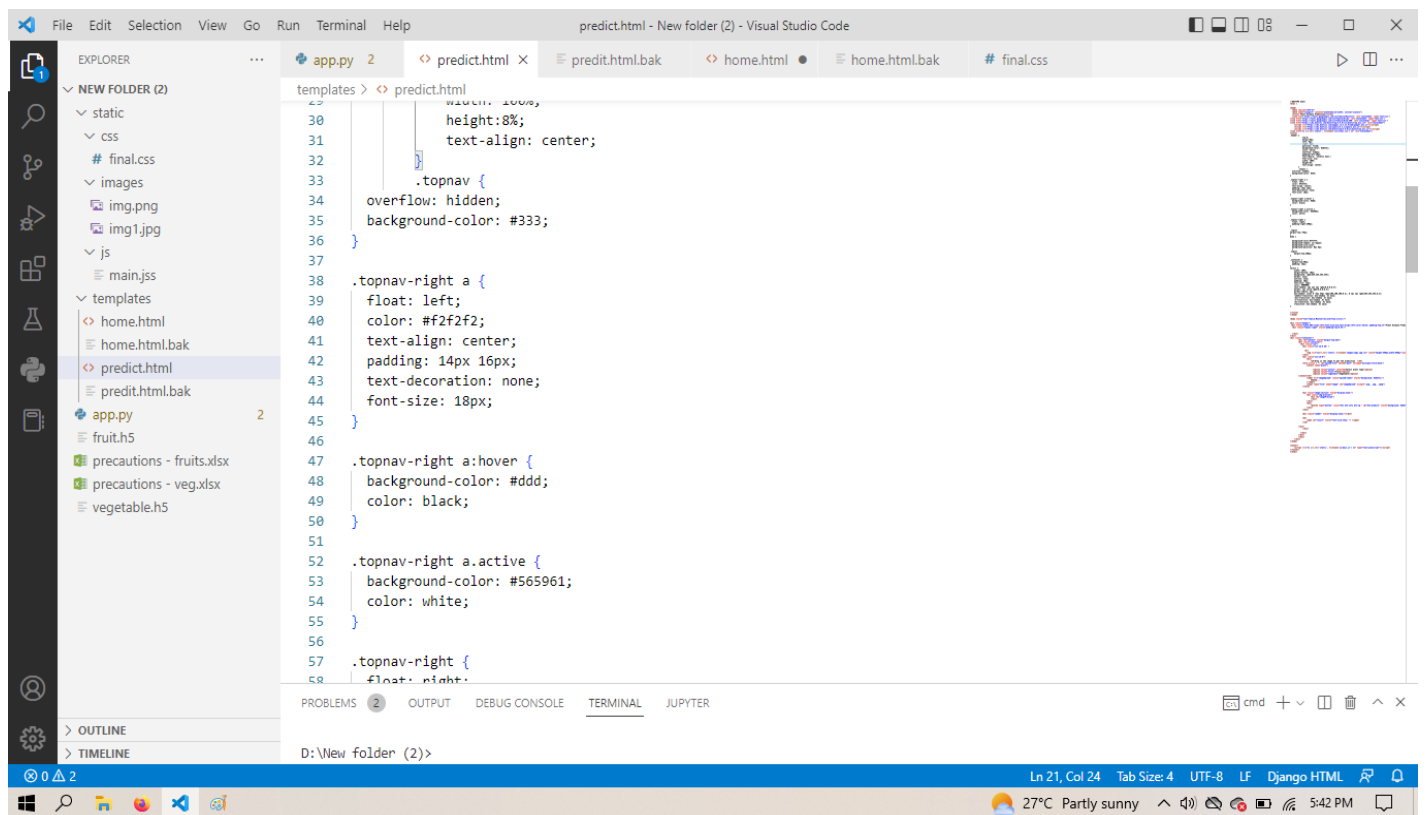 File Edit Selection View Go Run Terminal Help predict.html - New folder (2) - Visual Studio Code
EXPLORER
app.py 2 predict.html predit.html.bak home.html home.html.bak # final.css
NEW FOLDER (2)
templates > predict.html
static
css
# final.css
images
img.png
img1.jpg
js
main.jss
templates
home.html
home.html.bak
predict.html
predit.html.bak
app.py 2
fruit.h5
precautions - fruits.xlsx
precautions - veg.xlsx
vegetable.h5
OUTLINE
TIMELINE
29 width: 100%;
30 height:8%;
31 text-align: center;
32 }
33 .topnav {
34 overflow: hidden;
35 background-color: #333;
36 }
37
38 .topnav-right a {
39 float: left;
40 color: #f2f2f2;
41 text-align: center;
42 padding: 14px 16px;
43 text-decoration: none;
44 font-size: 18px;
45 }
46
47 .topnav-right a:hover {
48 background-color: #ddd;
49 color: black;
50 }
51
52 .topnav-right a.active {
53 background-color: #565961;
54 color: white;
55 }
56
57 .topnav-right {
58 float: right;
PROBLEMS 2 OUTPUT DEBUG CONSOLE TERMINAL JUPYTER cmd
D:\New folder (2)>
0 2 Ln 21, Col 24 Tab Size: 4 UTF-8 LF Django HTML
27°C Partly sunny 5:42 PM